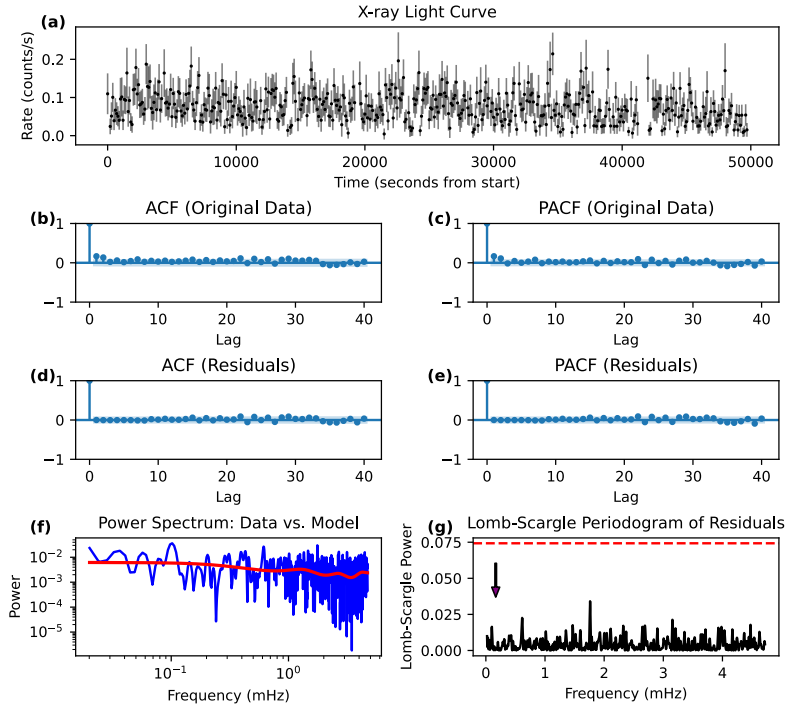 (a)
X-ray Light Curve
Rate (counts/s)
0.2
0.1
0.0
0 10000 20000 30000 40000 50000
Time (seconds from start)
(b)
ACF (Original Data)
1
0
−1
0 10 20 30 40
Lag
(c)
PACF (Original Data)
1
0
−1
0 10 20 30 40
Lag
(d)
ACF (Residuals)
1
0
−1
0 10 20 30 40
Lag
(e)
PACF (Residuals)
1
0
−1
0 10 20 30 40
Lag
(f)
Power Spectrum: Data vs. Model
Power
10⁻²
10⁻³
10⁻⁴
10⁻⁵
10⁻¹ 10⁰
Frequency (mHz)
(g)
Lomb-Scargle Periodogram of Residuals
Lomb-Scargle Power
0.075
0.050
0.025
0.000
0 1 2 3 4
Frequency (mHz)